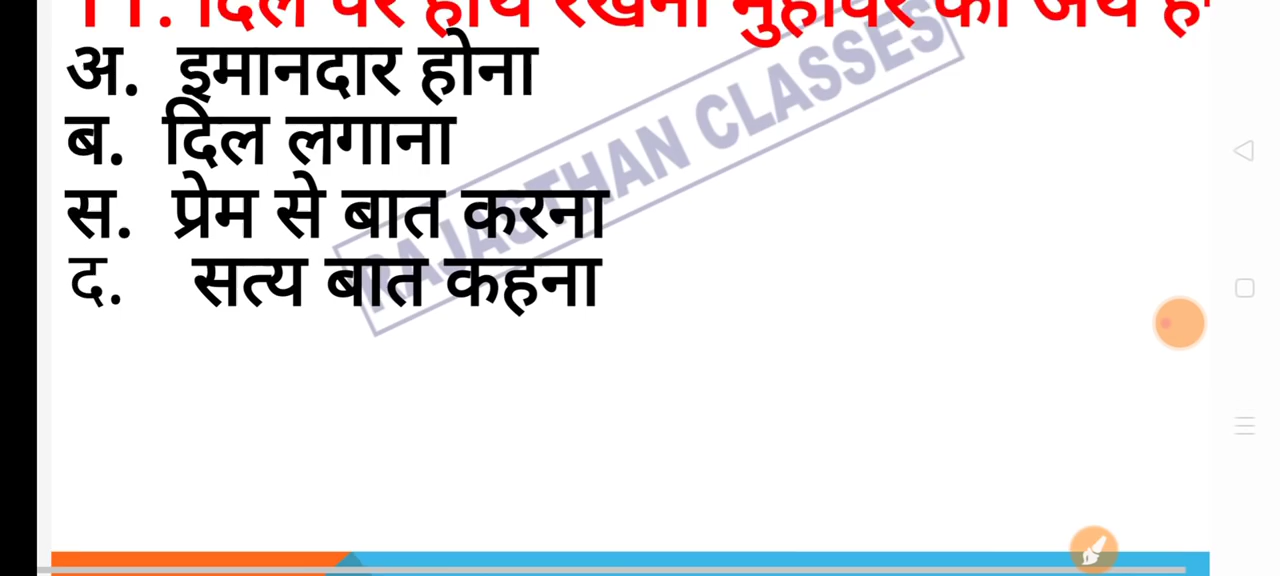 11. दिल पर हाथ रखना मुहावरे का अर्थ है
अ. इमानदार होना
ब. दिल लगाना
स. प्रेम से बात करना
द. सत्य बात कहना
RAJASTHAN CLASSES